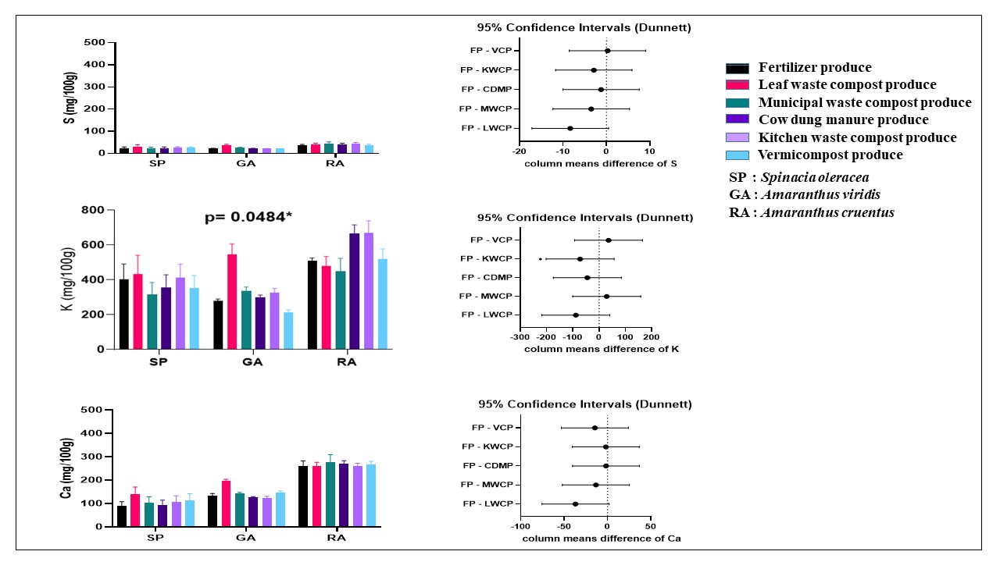 95% Confidence Intervals (Dunnett)
500
400
300
200
100
0
S (mg/100g)
SP GA RA
FP - VCP
FP - KWCP
FP - CDMP
FP - MWCP
FP - LWCP
-20 -10 0 10
column means difference of S
Fertilizer produce
Leaf waste compost produce
Municipal waste compost produce
Cow dung manure produce
Kitchen waste compost produce
Vermicompost produce
SP : Spinacia oleracea
GA : Amaranthus viridis
RA : Amaranthus cruentus
p= 0.0484*
800
600
400
200
0
K (mg/100g)
SP GA RA
95% Confidence Intervals (Dunnett)
FP - VCP
FP - KWCP
FP - CDMP
FP - MWCP
FP - LWCP
-300 -200 -100 0 100 200
column means difference of K
500
400
300
200
100
0
Ca (mg/100g)
SP GA RA
95% Confidence Intervals (Dunnett)
FP - VCP
FP - KWCP
FP - CDMP
FP - MWCP
FP - LWCP
-100 -50 0 50
column means difference of Ca